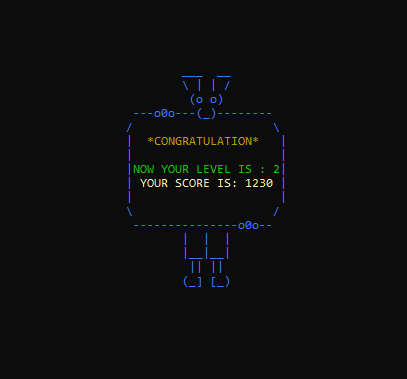 *CONGRATULATION*
NOW YOUR LEVEL IS : 2
YOUR SCORE IS: 1230